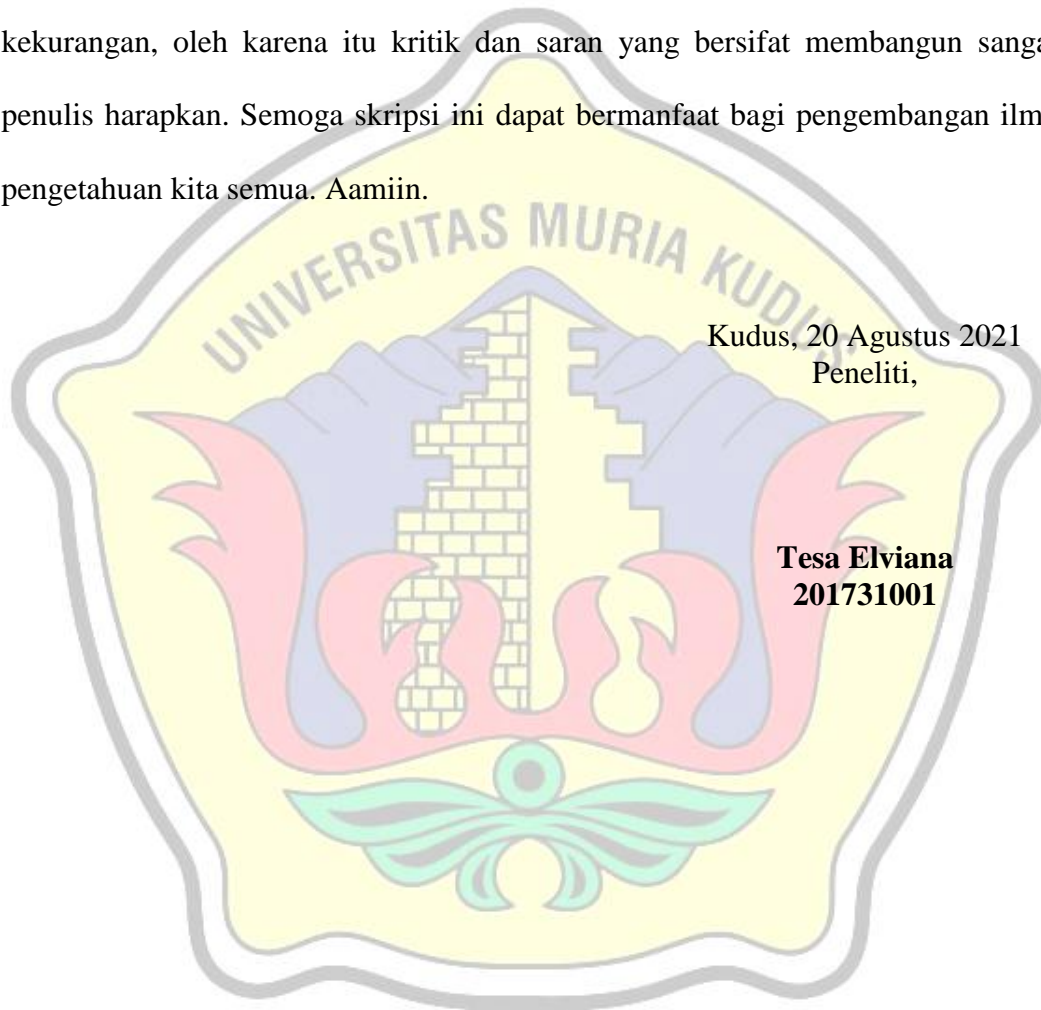 kekurangan, oleh karena itu kritik dan saran yang bersifat membangun sanga
penulis harapkan. Semoga skripsi ini dapat bermanfaat bagi pengembangan ilm
pengetahuan kita semua. Aamiin.
UNIVERSITAS MURIA KUDUS
Kudus, 20 Agustus 2021
Peneliti,
Tesa Elviana
201731001